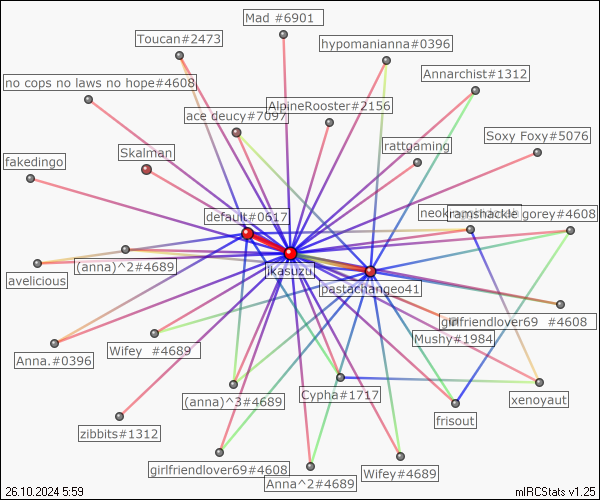 Mad #6901
Toucan#2473
hypomanianna#0396
Annarchist#1312
no cops no laws no hope#4608
AlpineRooster#2156
ace deucy#7097
Soxy Foxy#5076
rattgaming
Skalman
fakedingo
default#0617
gorey#4608
(anna)^2#4689
jkasuzu
avelicious
pastachangeo41
girlfriendlover69 #4608
Mushy#1984
Anna.#0396
Wifey #4689
(anna)^3#4689
Cypha#1717
xenoyaut
frisout
zibbits#1312
girlfriendlover69#4608
Wifey#4689
Anna^2#4689
26.10.2024 5:59
mIRCStats v1.25